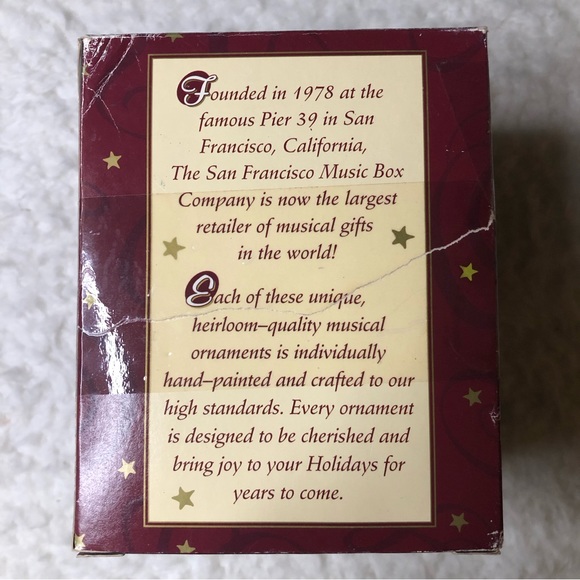 Founded in 1978 at the
famous Pier 39 in San
Francisco, California,
The San Francisco Music Box
Company is now the largest
retailer of musical gifts
in the world!
Each of these unique,
heirloom–quality musical
ornaments is individually
hand–painted and crafted to our
high standards. Every ornament
is designed to be cherished and
bring joy to your Holidays for
years to come.